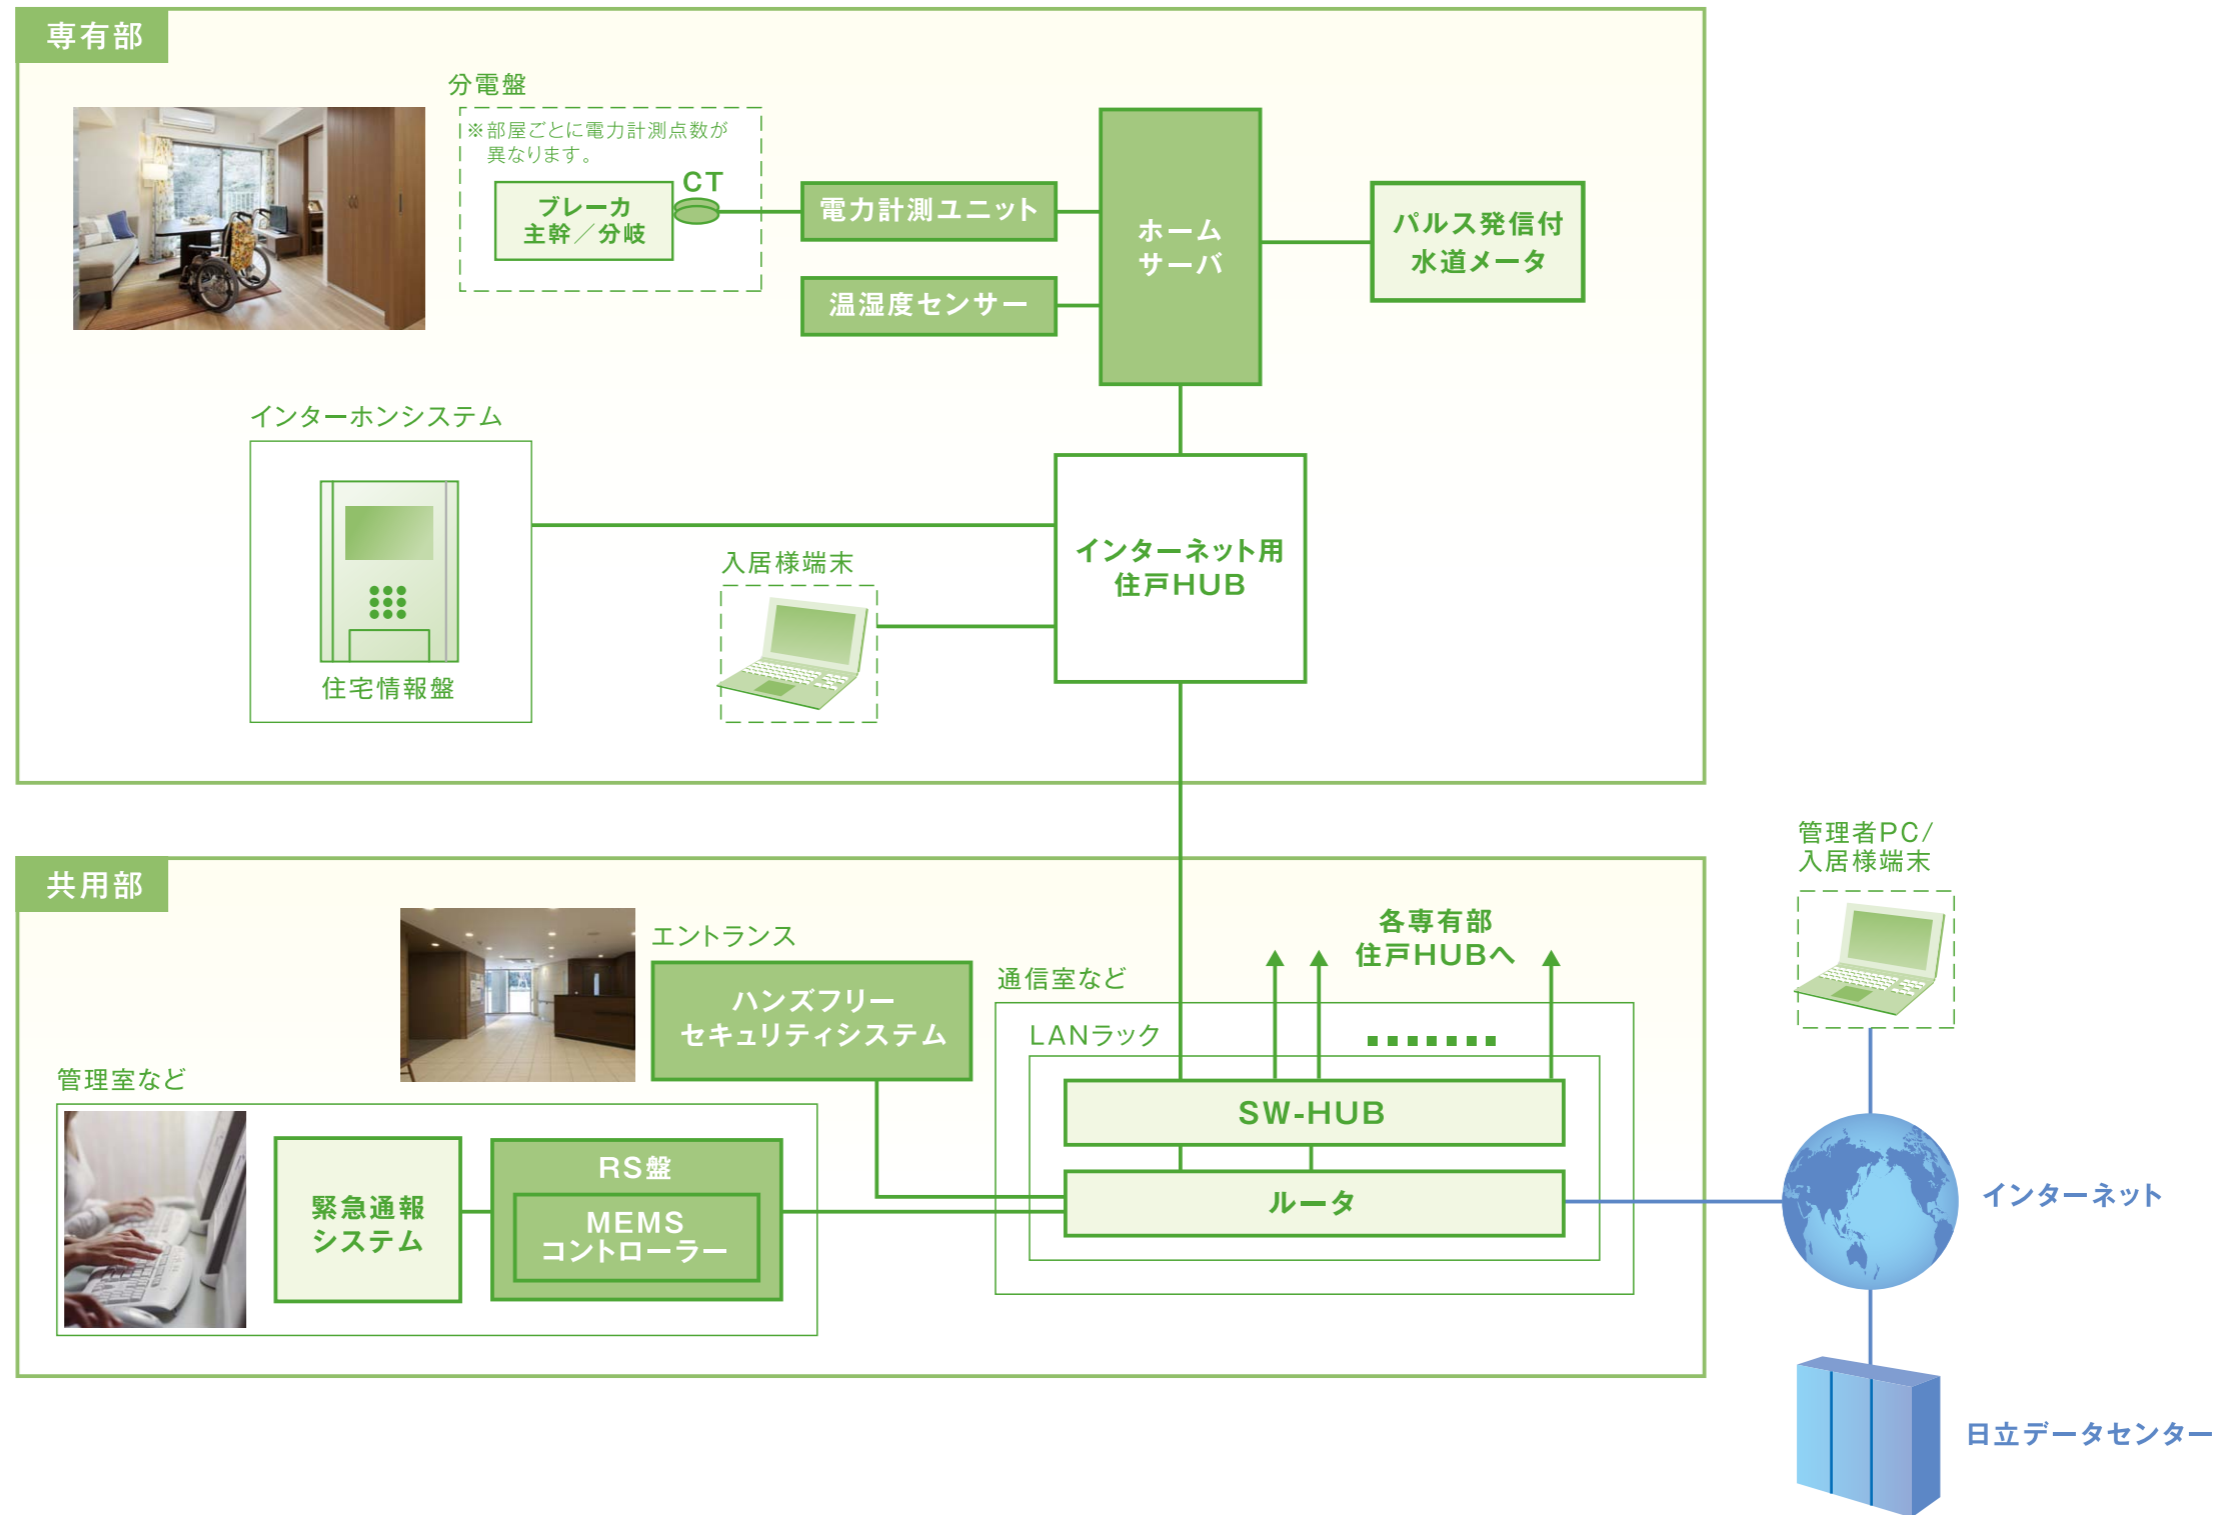 専有部
分電盤
※部屋ごとに電力計測点数が
異なります。
CT
ブレーカ
主幹／分岐
電力計測ユニット
温湿度センサー
ホーム
サーバ
パルス発信付
水道メータ
インターホンシステム
住宅情報盤
入居様端末
インターネット用
住戸HUB
共用部
エントランス
ハンズフリー
セキュリティシステム
各専有部
住戸HUBへ
通信室など
LANラック
SW-HUB
ルータ
管理室など
緊急通報
システム
RS盤
MEMS
コントローラー
管理者PC/
入居様端末
インターネット
日立データセンター